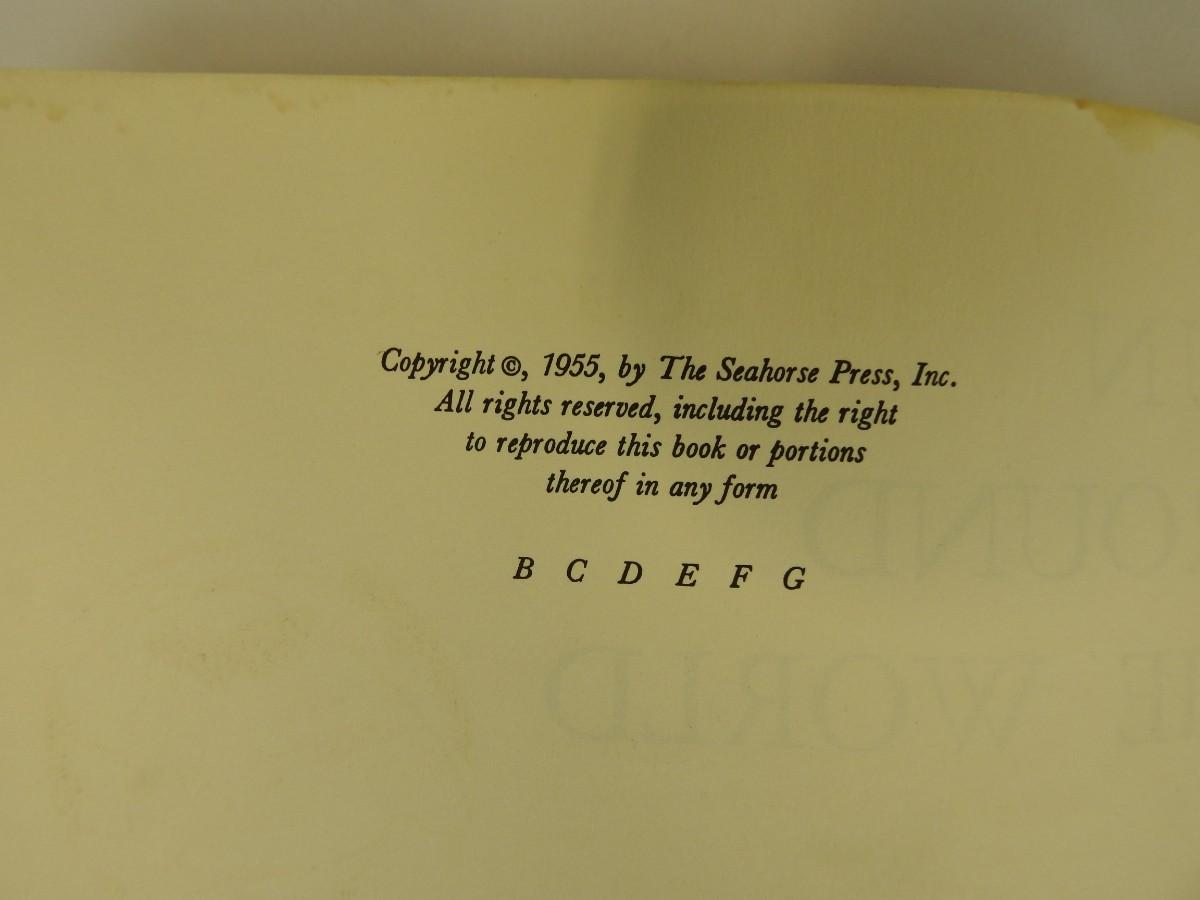 Copyright ©, 1955, by The Seahorse Press, Inc.
All rights reserved, including the right
to reproduce this book or portions
thereof in any form
B C D E F G
WORLD